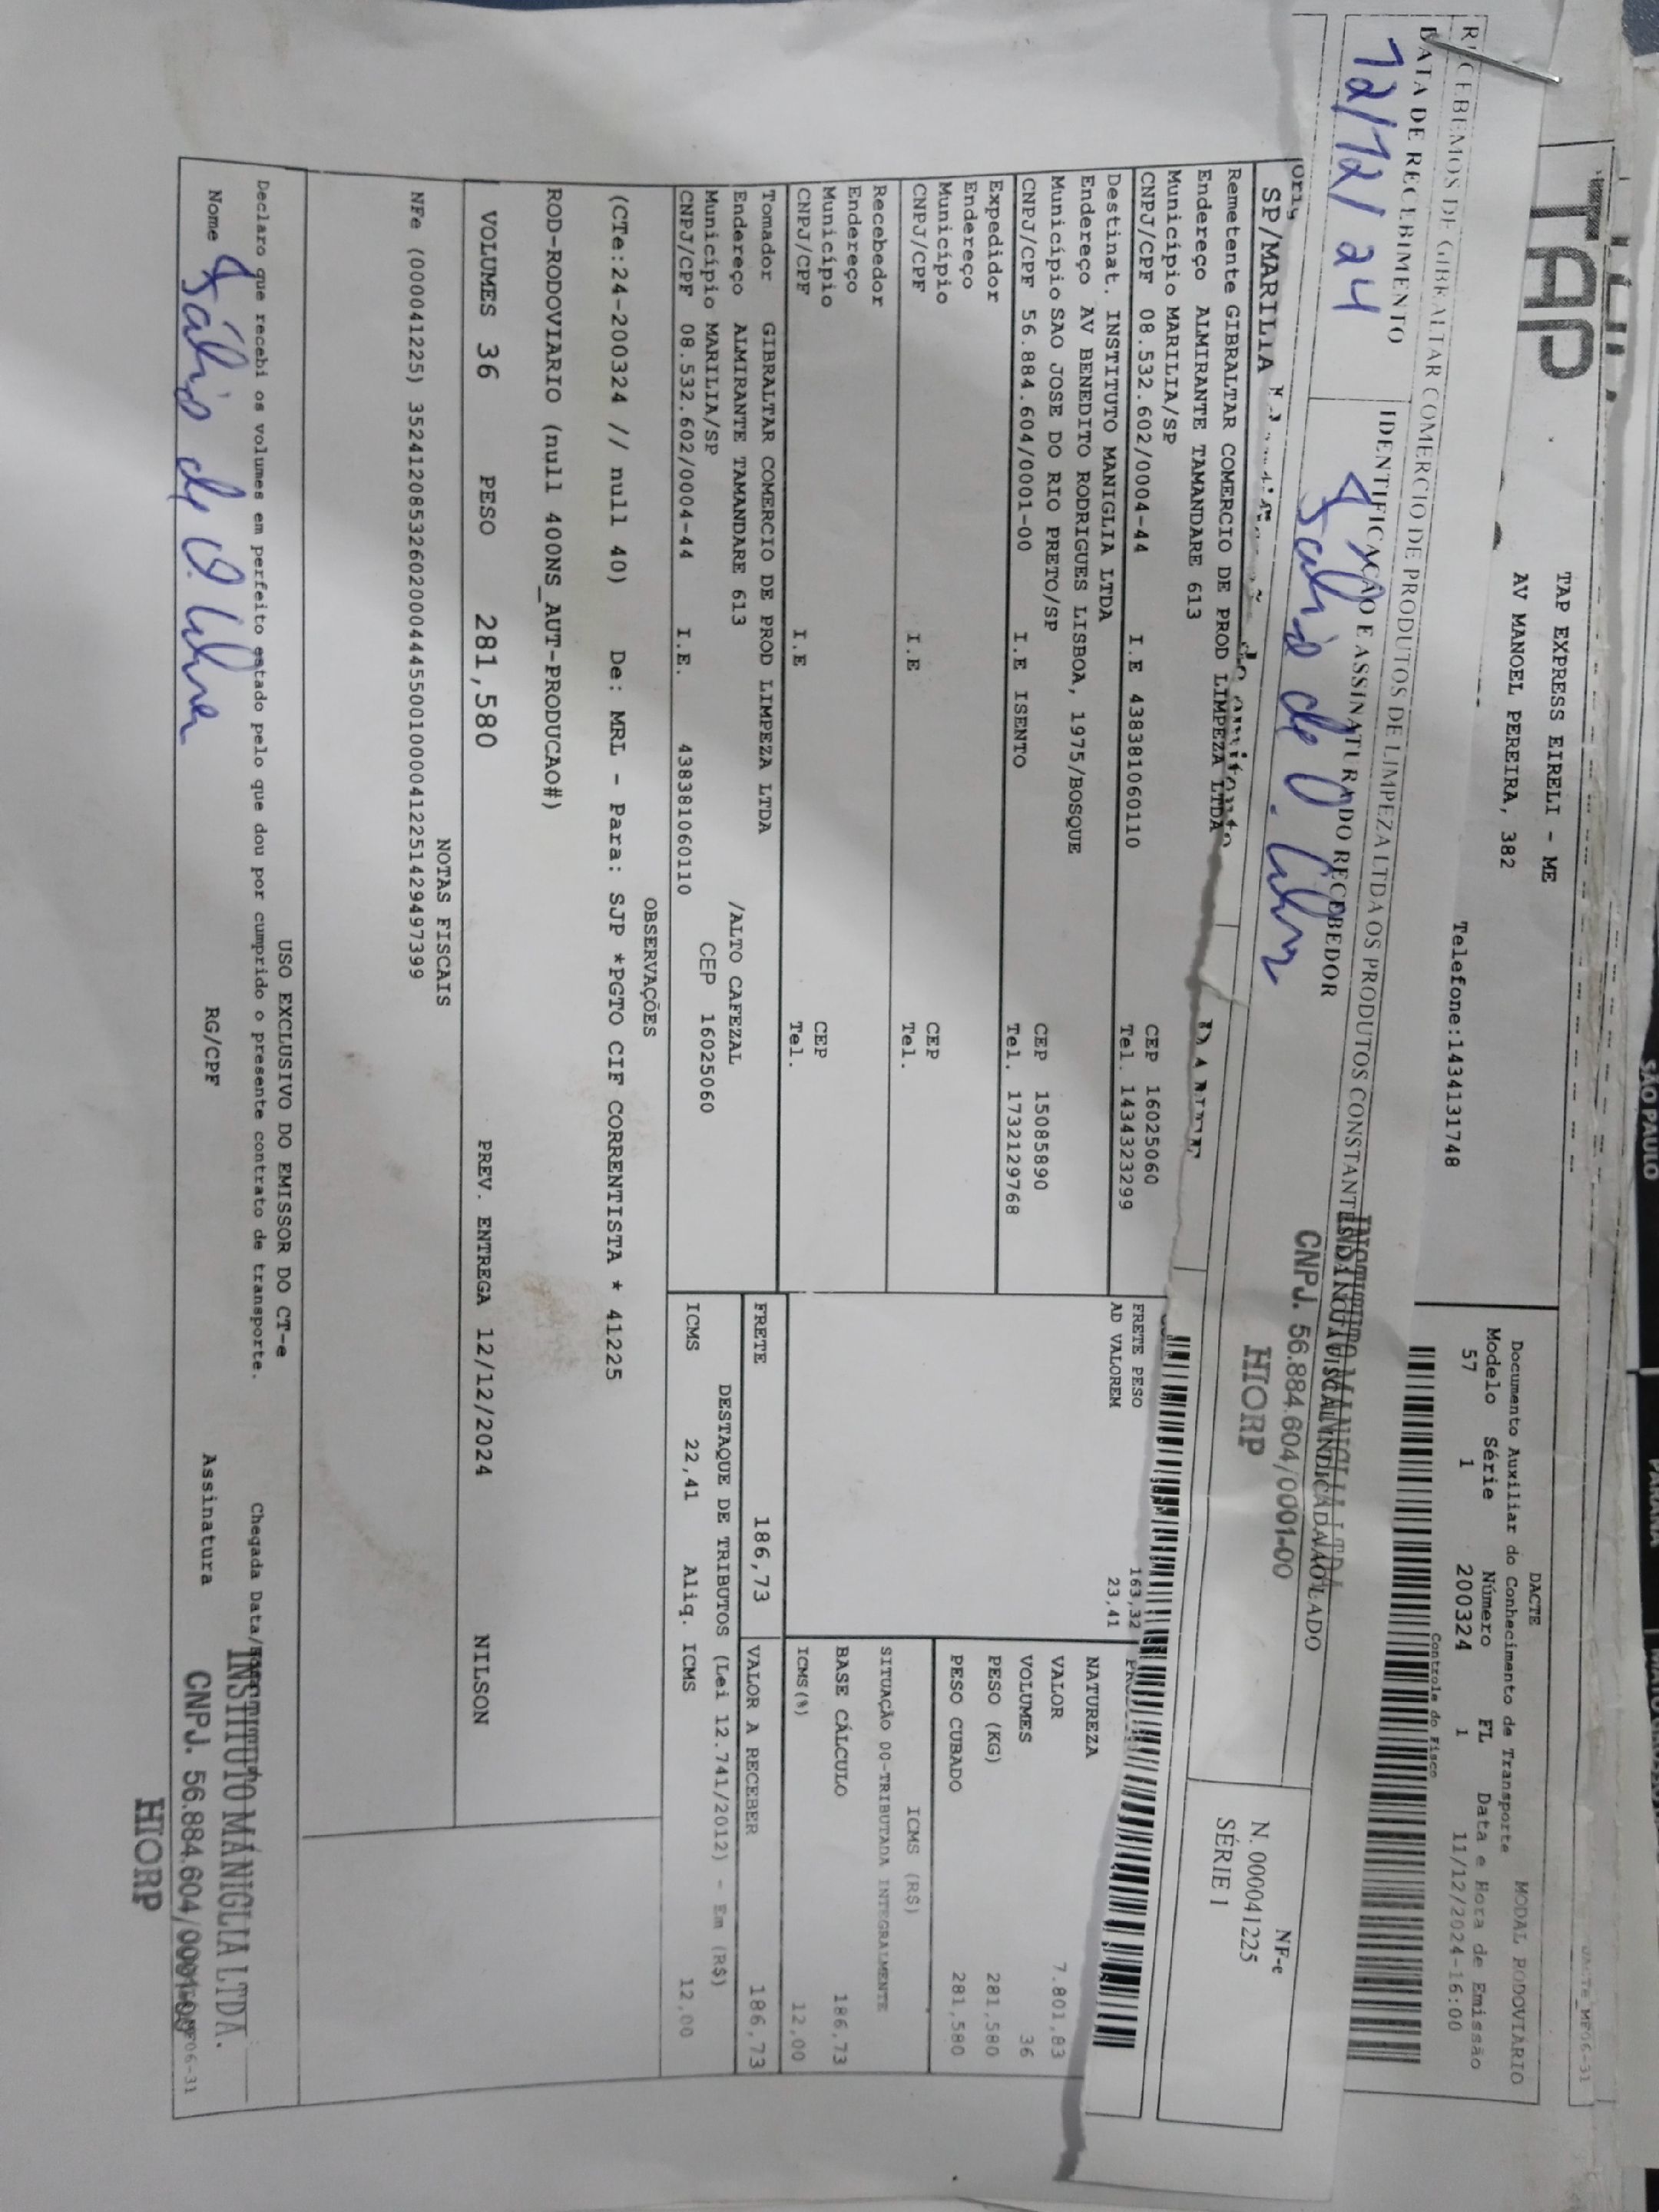 TAP
TAP EXPRESS EIRELI - ME
AV MANOEL PEREIRA, 382
Telefone:1434131748
DACTE
Documento Auxiliar do Conhecimento de Transporte
MODAL RODOVIÁRIO
Modelo Série Número FL Data e Hora de Emissão
57 1 200324 1 11/12/2024-16:00
Controle do Fisco
RECEBEMOS DE GIBRALTAR COMERCIO DE PRODUTOS DE LIMPEZA LTDA OS PRODUTOS CONSTANTES DA NOTA FISCAL INDICADA AO LADO
DATA DE RECEBIMENTO
12/12/24
IDENTIFICAÇÃO E ASSINATURA DO RECEBEDOR
INSTITUTO MANIGLIA LTDA
CNPJ. 56.884.604/0001-00
HIORP
NF-e
N. 000041225
SÉRIE 1
SP/MARILIA
Remetente GIBRALTAR COMERCIO DE PROD LIMPEZA LTDA
Endereço ALMIRANTE TAMANDARE 613
Município MARILIA/SP CEP 16025060
CNPJ/CPF 08.532.602/0004-44 I.E 438381060110 Tel. 1434323299
Destinat. INSTITUTO MANIGLIA LTDA
Endereço AV BENEDITO RODRIGUES LISBOA, 1975/BOSQUE
Município SAO JOSE DO RIO PRETO/SP CEP 15085890
CNPJ/CPF 56.884.604/0001-00 I.E ISENTO Tel. 1732129768
Expedidor
Endereço
Município CEP
CNPJ/CPF I.E Tel.
Recebedor
Endereço
Município CEP
CNPJ/CPF I.E Tel.
Tomador GIBRALTAR COMERCIO DE PROD LIMPEZA LTDA
Endereço ALMIRANTE TAMANDARE 613 /ALTO CAFEZAL
Município MARILIA/SP CEP 16025060
CNPJ/CPF 08.532.602/0004-44 I.E. 438381060110
FRETE PESO 163,32
AD VALOREM 23,41
NATUREZA
VALOR 7.801,83
VOLUMES 36
PESO (KG) 281,580
PESO CUBADO 281,580
ICMS (R$)
SITUAÇÃO 00-TRIBUTADA INTEGRALMENTE
BASE CÁLCULO 186,73
ICMS(%) 12,00
FRETE 186,73 VALOR A RECEBER 186,73
DESTAQUE DE TRIBUTOS (Lei 12.741/2012) - Em (R$)
ICMS 22,41 Aliq. ICMS 12,00
OBSERVAÇÕES
(CTe:24-200324 // null 40) De: MRL - Para: SJP *PGTO CIF CORRENTISTA * 41225
ROD-RODOVIARIO (null 400NS_AUT-PRODUCAO#)
VOLUMES 36 PESO 281,580 PREV. ENTREGA 12/12/2024 NILSON
NOTAS FISCAIS
NFe (000041225) 35241208532602000444550010000412251429497399
USO EXCLUSIVO DO EMISSOR DO CT-e
Declaro que recebi os volumes em perfeito estado pelo que dou por cumprido o presente contrato de transporte.
Chegada Data/
Nome RG/CPF Assinatura
INSTITUTO MÁNIGLIA LTDA.
CNPJ. 56.884.604/0001-00
HIORP